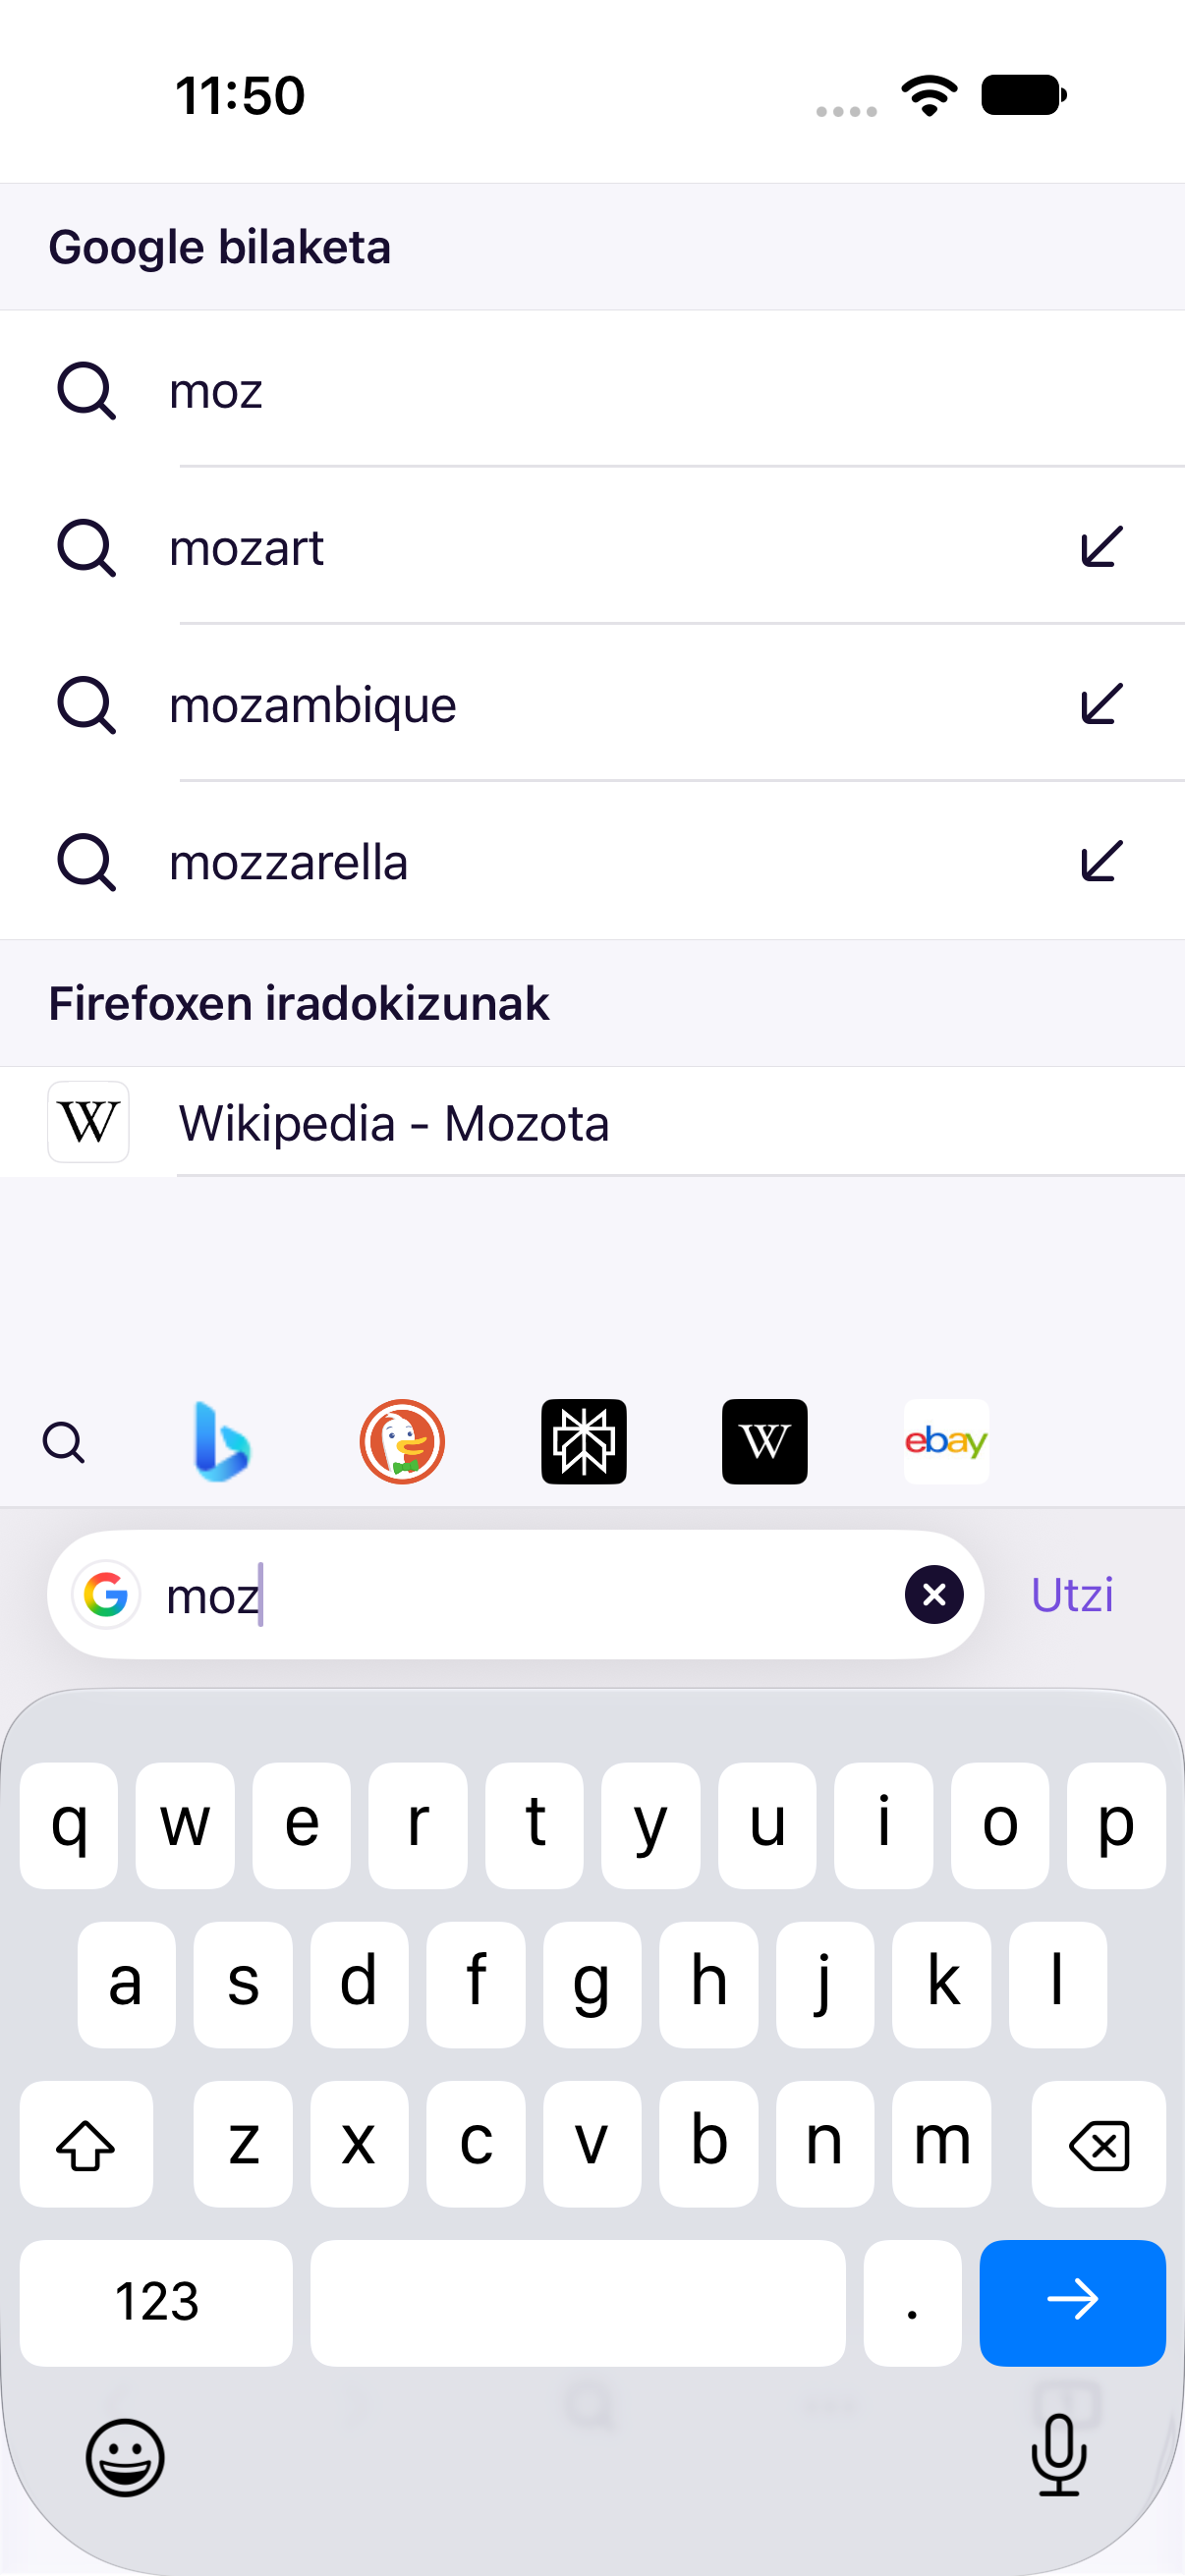 11:50
Google bilaketa
moz
mozart
mozambique
mozzarella
Firefoxen iradokizunak
W Wikipedia - Mozota
W ebay
G moz Utzi
q w e r t y u i o p
a s d f g h j k l
z x c v b n m
123 .